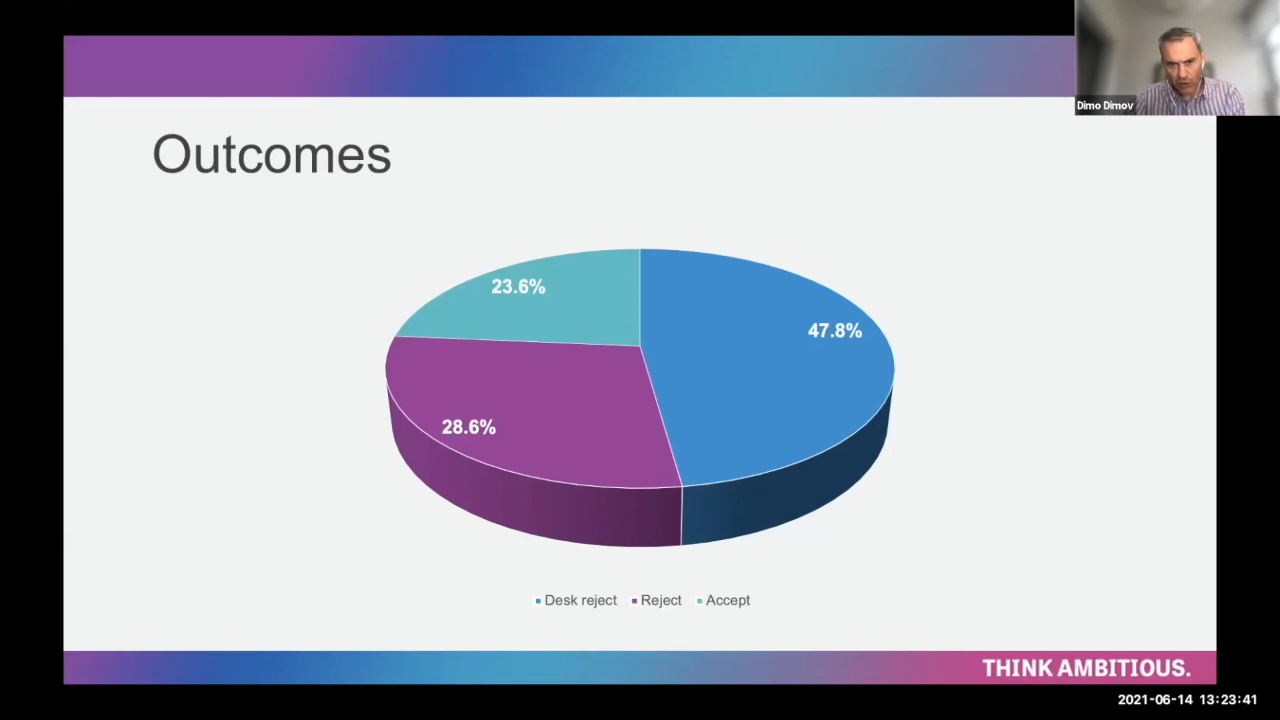 Dimo Dimov
Outcomes
23.6%
47.8%
28.6%
Desk reject Reject Accept
THINK AMBITIOUS.
2021-06-14 13:23:41